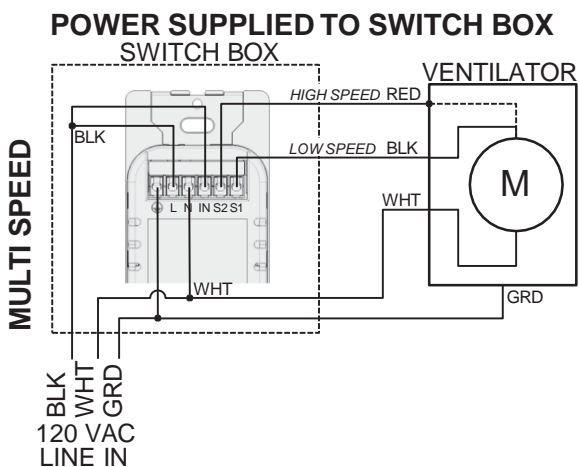 POWER SUPPLIED TO SWITCH BOX
SWITCH BOX
VENTILATOR
HIGH SPEED RED
BLK
LOW SPEED BLK
MULTI SPEED
M
L N IN S2 S1
WHT
WHT
GRD
BLK
WHT
GRD
120 VAC
LINE IN